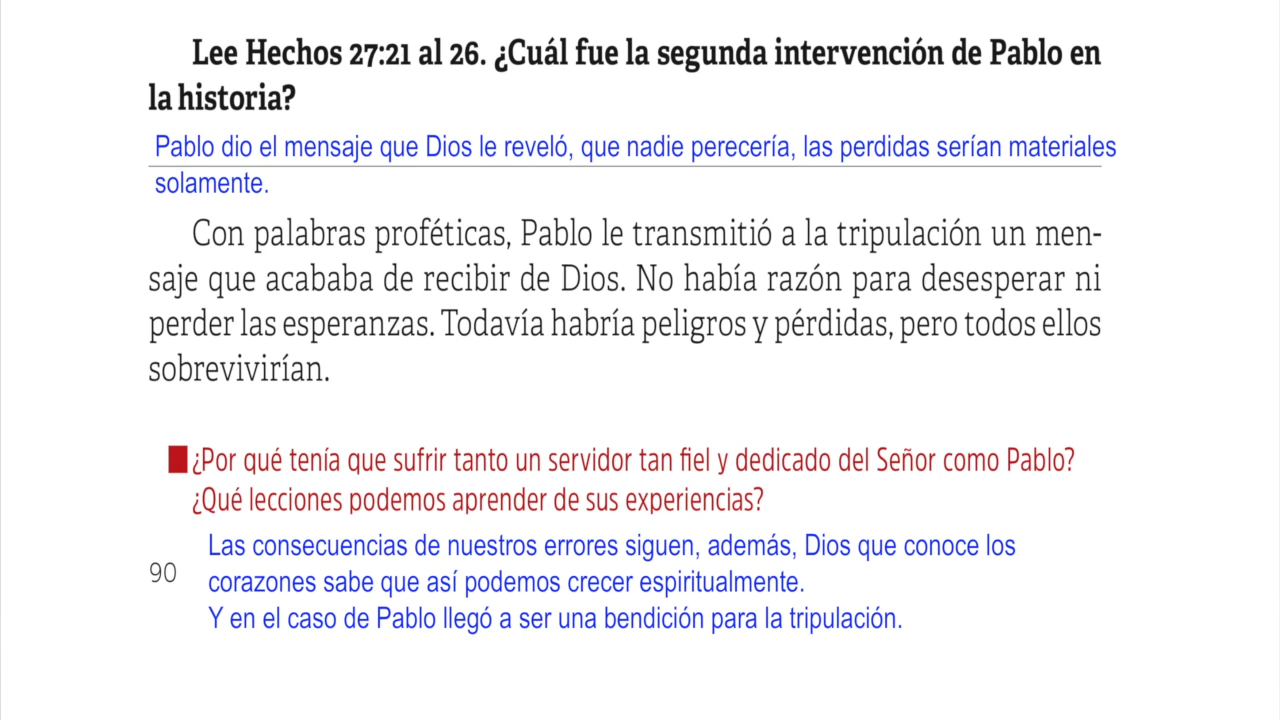 Lee Hechos 27:21 al 26. ¿Cuál fue la segunda intervención de Pablo en
la historia?
Pablo dio el mensaje que Dios le reveló, que nadie perecería, las perdidas serían materiales
solamente.
Con palabras proféticas, Pablo le transmitió a la tripulación un men-
saje que acababa de recibir de Dios. No había razón para desesperar ni
perder las esperanzas. Todavía habría peligros y pérdidas, pero todos ellos
sobrevivirían.
¿Por qué tenía que sufrir tanto un servidor tan fiel y dedicado del Señor como Pablo?
¿Qué lecciones podemos aprender de sus experiencias?
Las consecuencias de nuestros errores siguen, además, Dios que conoce los
90 corazones sabe que así podemos crecer espiritualmente.
Y en el caso de Pablo llegó a ser una bendición para la tripulación.